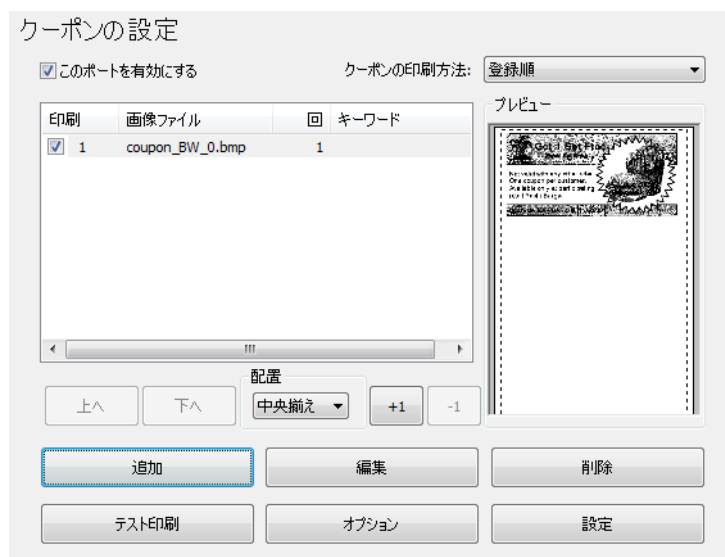 クーポンの設定
このポートを有効にする
クーポンの印刷方法: 登録順
印刷 画像ファイル 回 キーワード
1 coupon_BW_0.bmp 1
プレビュー
配置
上へ 下へ 中央揃え +1 -1
追加 編集 削除
テスト印刷 オプション 設定